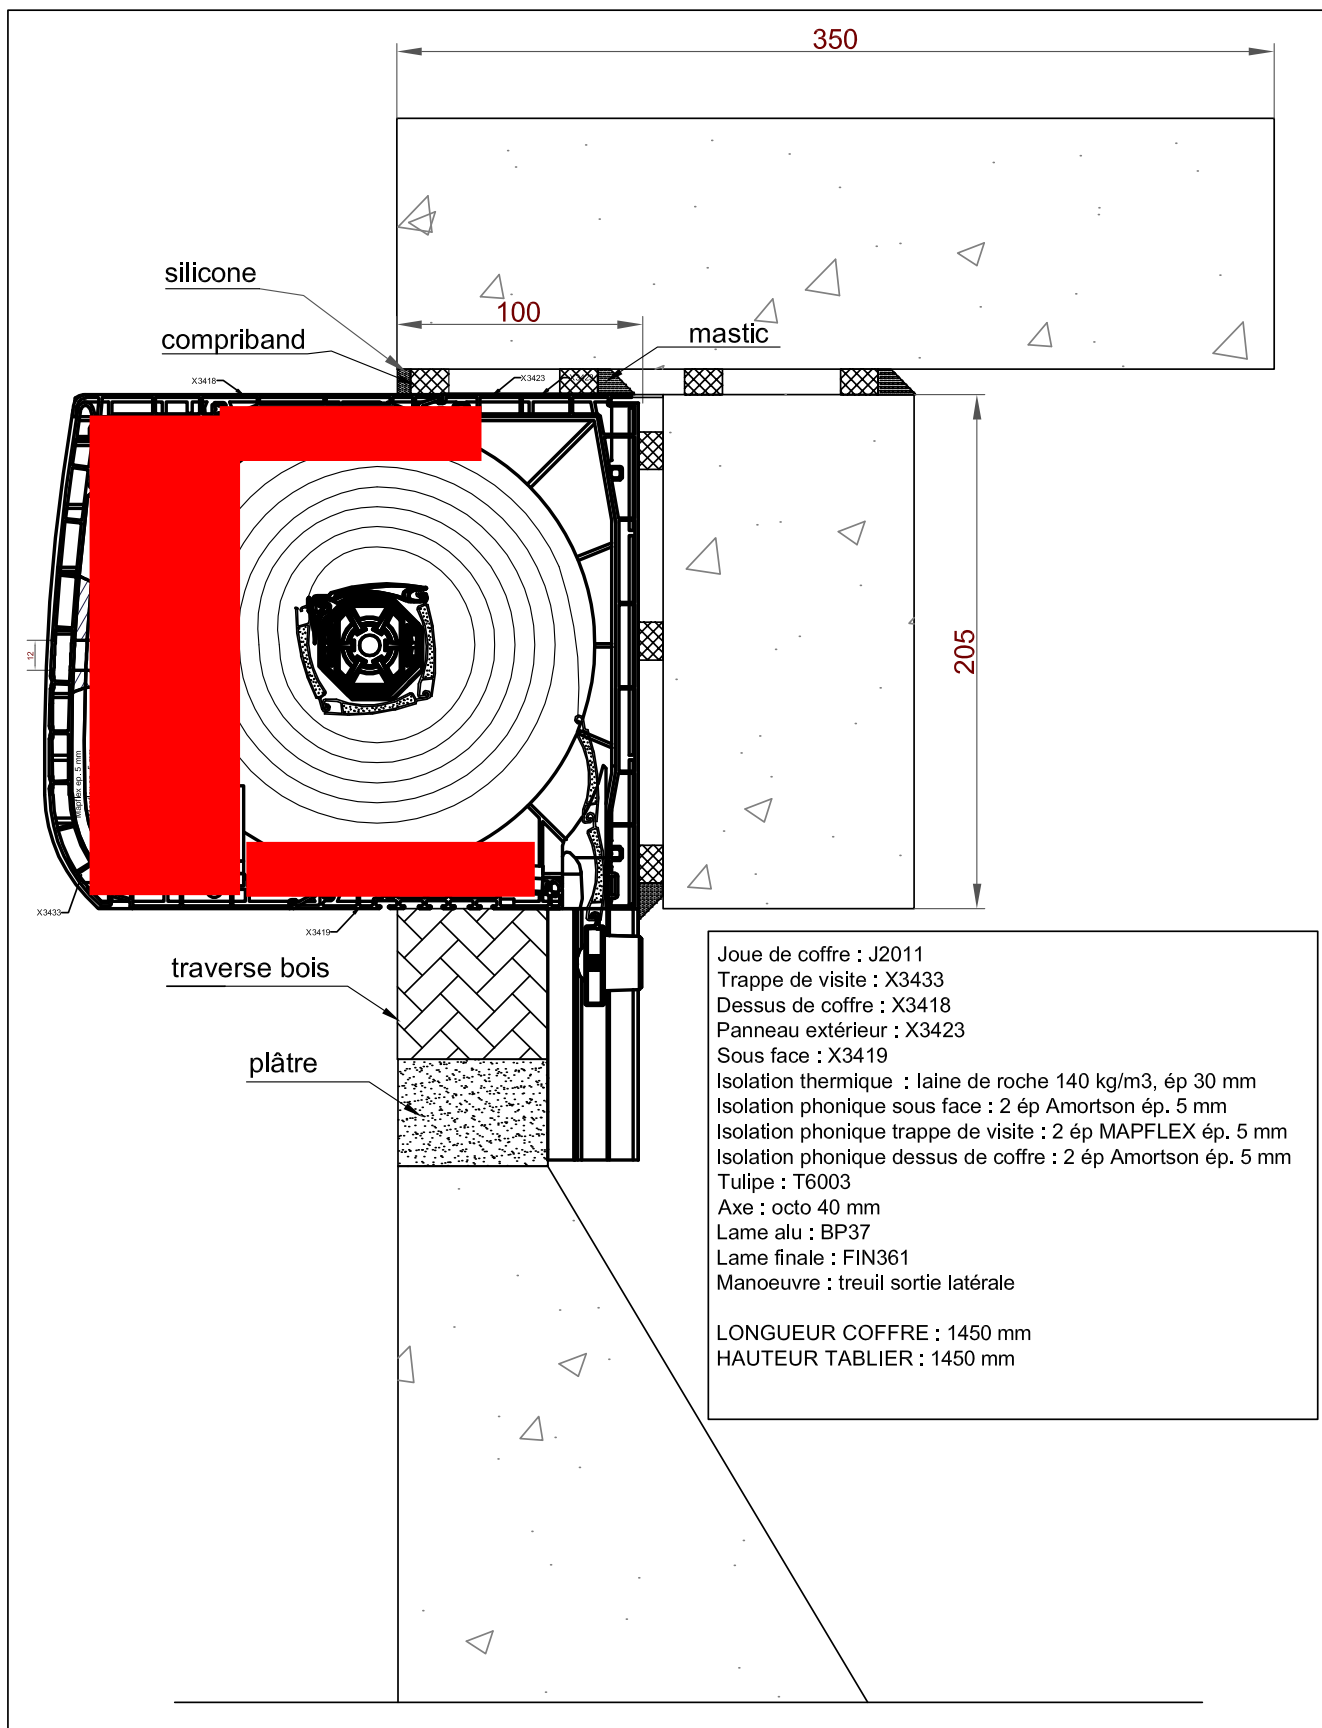 350
silicone
100
compriband
mastic
X3418
X3423
12
205
Mapflex ep. 5 mm
X3433
X3419
traverse bois
plâtre
Joue de coffre : J2011
Trappe de visite : X3433
Dessus de coffre : X3418
Panneau extérieur : X3423
Sous face : X3419
Isolation thermique : laine de roche 140 kg/m3, ép 30 mm
Isolation phonique sous face : 2 ép Amortson ép. 5 mm
Isolation phonique trappe de visite : 2 ép MAPFLEX ép. 5 mm
Isolation phonique dessus de coffre : 2 ép Amortson ép. 5 mm
Tulipe : T6003
Axe : octo 40 mm
Lame alu : BP37
Lame finale : FIN361
Manoeuvre : treuil sortie latérale
LONGUEUR COFFRE : 1450 mm
HAUTEUR TABLIER : 1450 mm